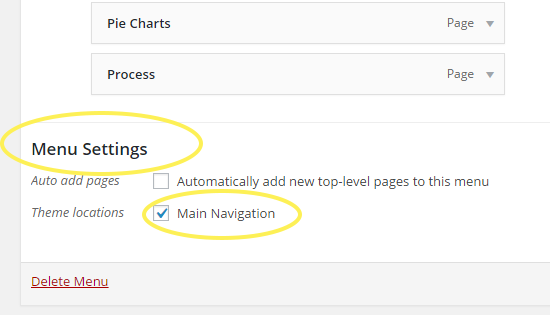 Pie Charts Page
Process Page
Menu Settings
Auto add pages Automatically add new top-level pages to this menu
Theme locations Main Navigation
Delete Menu